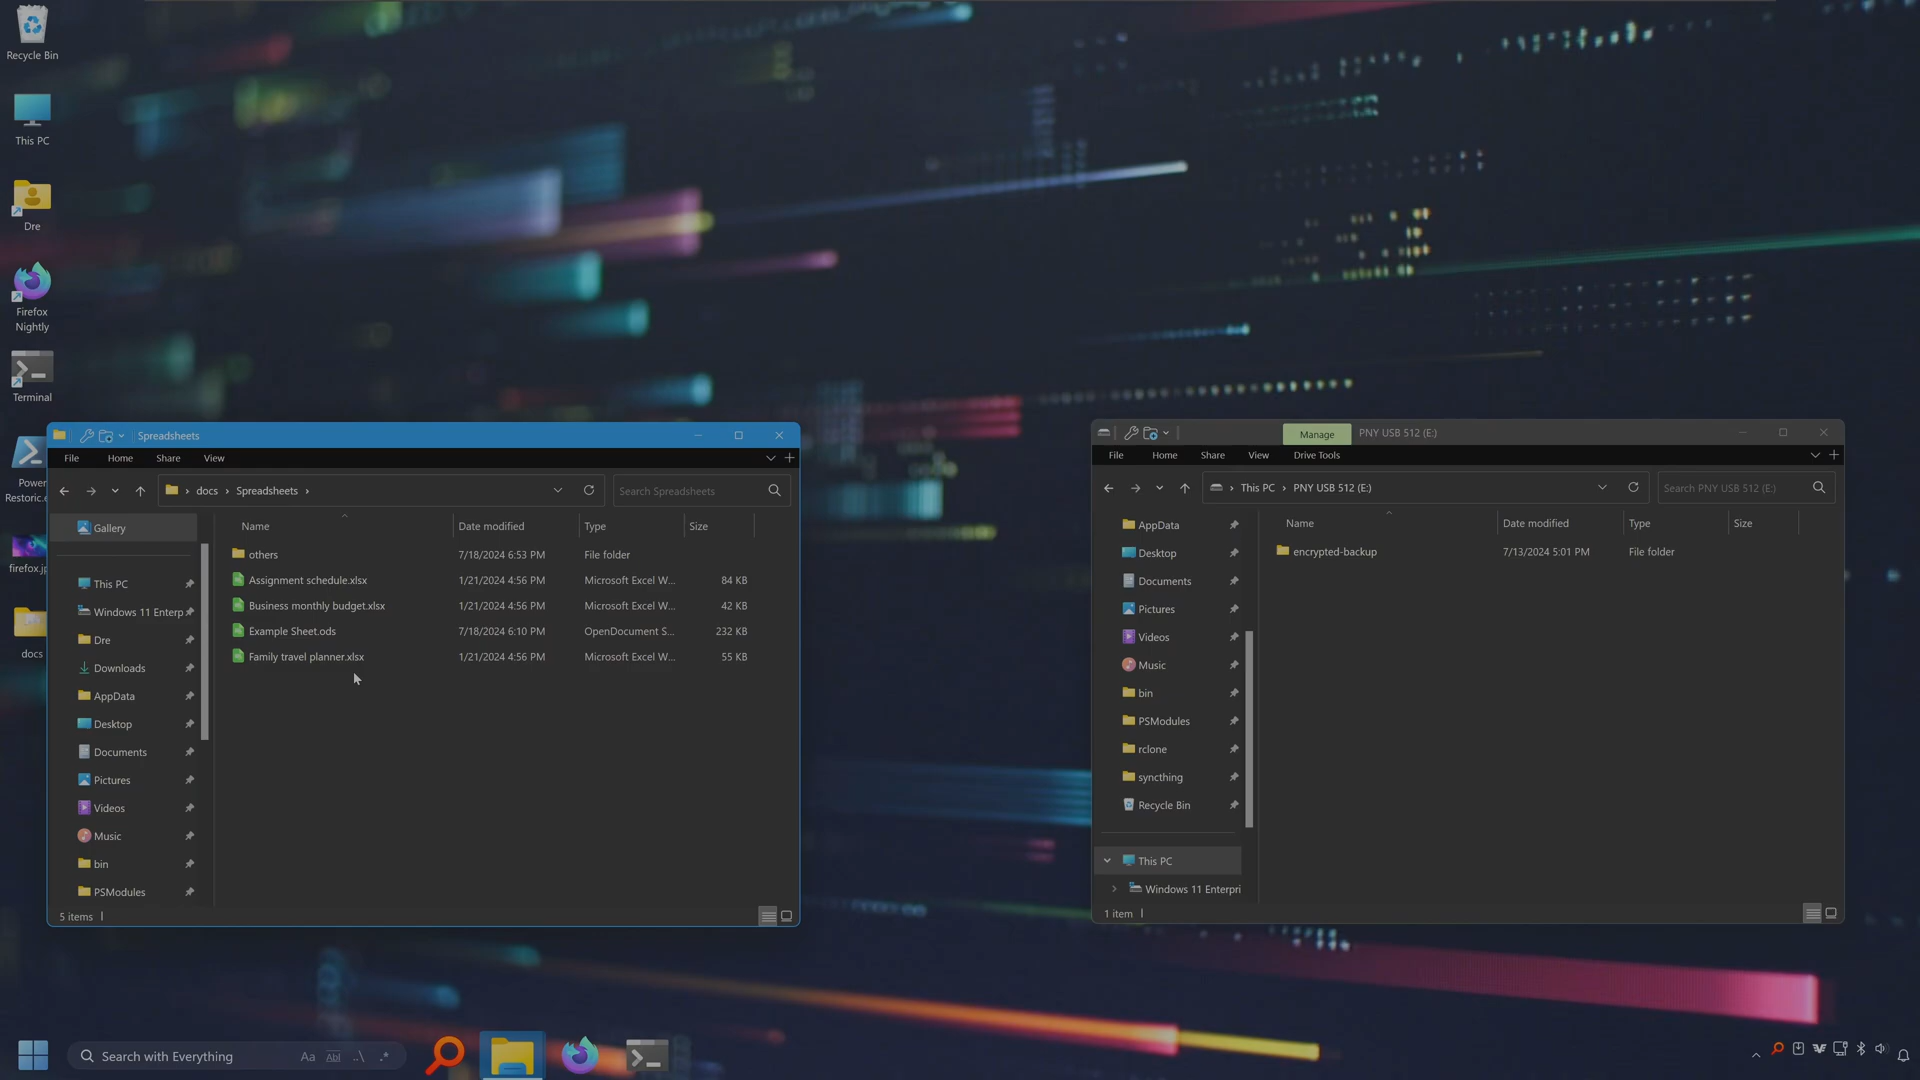 Recycle Bin
This PC
Dre
Firefox
Nightly
Terminal
Power
Restoric.e
firefox.j
docs
Spreadsheets
File Home Share View
docs Spreadsheets
Search Spreadsheets
Name Date modified Type Size
Gallery
This PC
Windows 11 Enterp
Dre
Downloads
AppData
Desktop
Documents
Pictures
Videos
Music
bin
PSModules
others 7/18/2024 6:53 PM File folder
Assignment schedule.xlsx 1/21/2024 4:56 PM Microsoft Excel W... 84 KB
Business monthly budget.xlsx 1/21/2024 4:56 PM Microsoft Excel W... 42 KB
Example Sheet.ods 7/18/2024 6:10 PM OpenDocument S... 232 KB
Family travel planner.xlsx 1/21/2024 4:56 PM Microsoft Excel W... 55 KB
5 items
Manage PNY USB 512 (E:)
File Home Share View Drive Tools
This PC PNY USB 512 (E:)
Search PNY USB 512 (E:)
Name Date modified Type Size
AppData
Desktop
Documents
Pictures
Videos
Music
bin
PSModules
rclone
syncthing
Recycle Bin
This PC
Windows 11 Enterpri
encrypted-backup 7/13/2024 5:01 PM File folder
1 item
Search with Everything Aa Abl ..\ .*